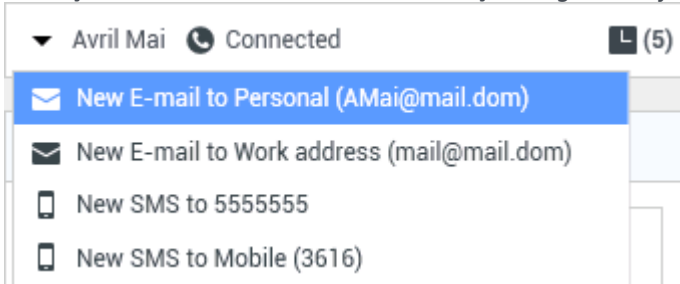 Avril Mai Connected (5)
New E-mail to Personal (AMai@mail.dom)
New E-mail to Work address (mail@mail.dom)
New SMS to 5555555
New SMS to Mobile (3616)